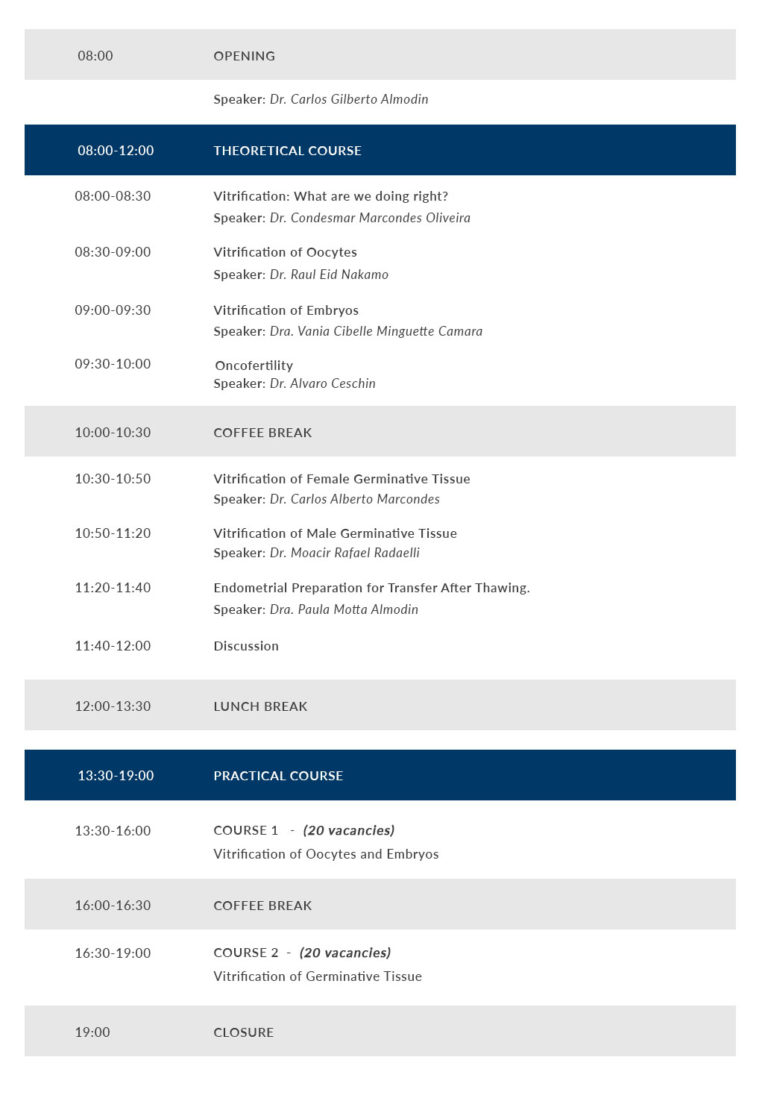 08:00 OPENING
Speaker: Dr. Carlos Gilberto Almodin
08:00-12:00 THEORETICAL COURSE
08:00-08:30 Vitrification: What are we doing right?
Speaker: Dr. Condesmar Marcondes Oliveira
08:30-09:00 Vitrification of Oocytes
Speaker: Dr. Raul Eid Nakamo
09:00-09:30 Vitrification of Embryos
Speaker: Dra. Vania Cibelle Minguette Camara
09:30-10:00 Oncofertility
Speaker: Dr. Alvaro Ceschin
10:00-10:30 COFFEE BREAK
10:30-10:50 Vitrification of Female Germinative Tissue
Speaker: Dr. Carlos Alberto Marcondes
10:50-11:20 Vitrification of Male Germinative Tissue
Speaker: Dr. Moacir Rafael Radaelli
11:20-11:40 Endometrial Preparation for Transfer After Thawing.
Speaker: Dra. Paula Motta Almodin
11:40-12:00 Discussion
12:00-13:30 LUNCH BREAK
13:30-19:00 PRACTICAL COURSE
13:30-16:00 COURSE 1 - (20 vacancies)
Vitrification of Oocytes and Embryos
16:00-16:30 COFFEE BREAK
16:30-19:00 COURSE 2 - (20 vacancies)
Vitrification of Germinative Tissue
19:00 CLOSURE